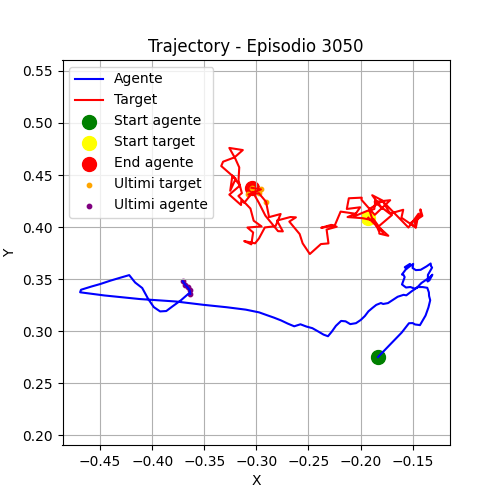 Trajectory - Episodio 3050
Agente
Target
Start agente
Start target
End agente
Ultimi target
Ultimi agente
0.55
0.50
0.45
0.40
0.35
0.30
0.25
0.20
Y
−0.45
−0.40
−0.35
−0.30
−0.25
−0.20
−0.15
X